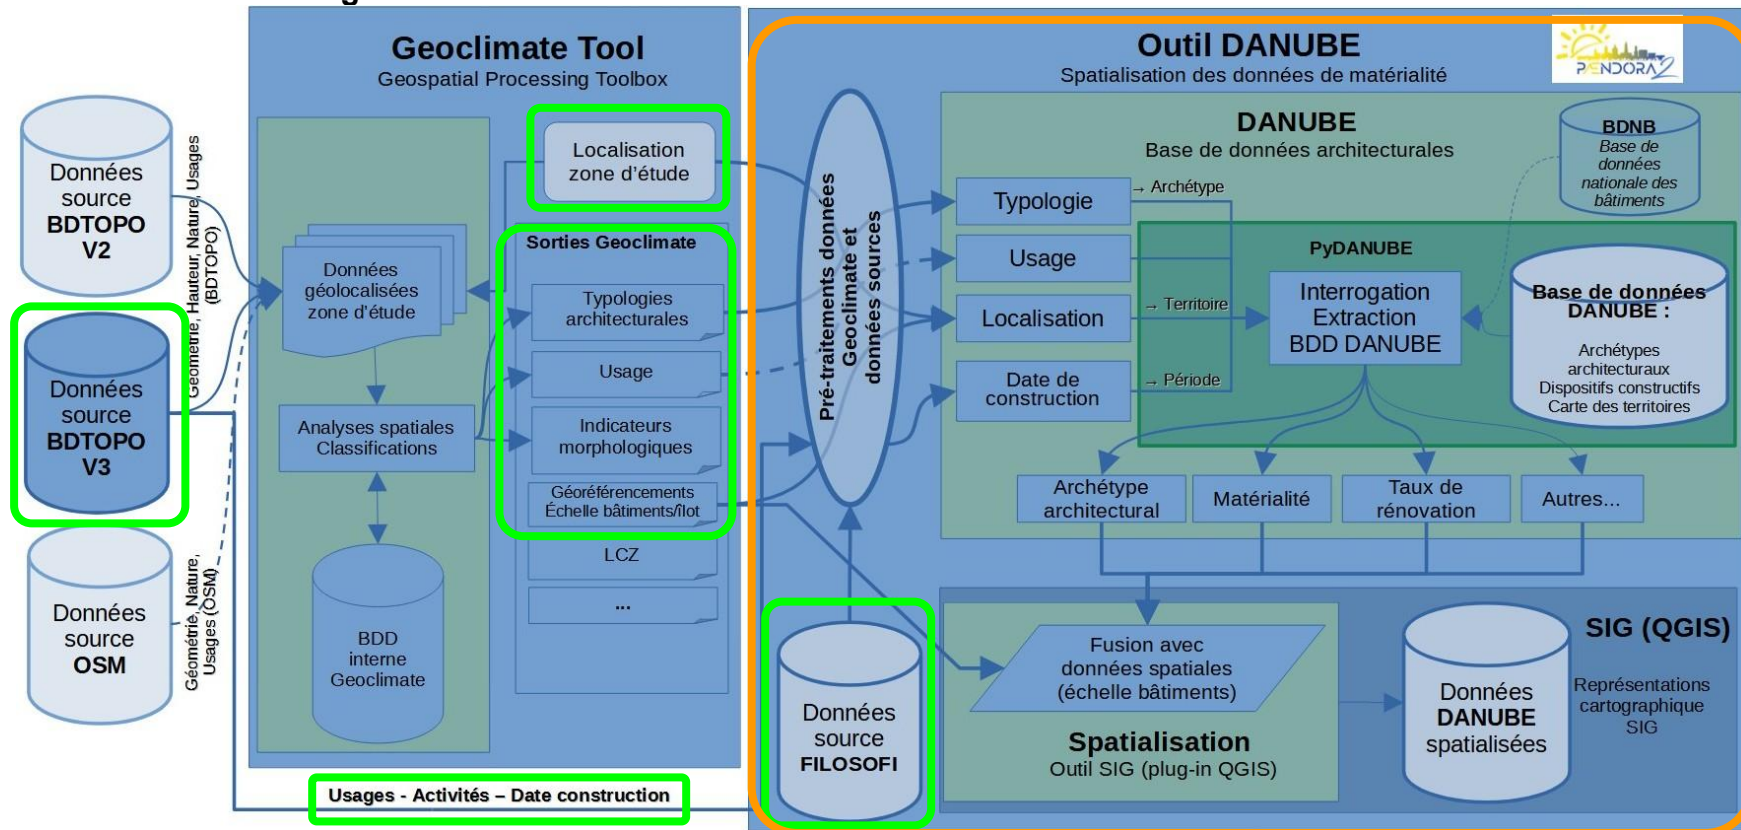 Geoclimate Tool
Geospatial Processing Toolbox
Outil DANUBE
Spatialisation des données de matérialité
PÆNDORA2
Données
source
BDTOPO
V2
Données
source
BDTOPO
V3
Données
source
OSM
Géométrie, Hauteur, Nature, Usages
(BDTOPO)
Géométrie, Nature,
Usages (OSM)
Localisation
zone d'étude
Données
géolocalisées
zone d'étude
Analyses spatiales
Classifications
BDD
interne
Geoclimate
Sorties Geoclimate
Typologies
architecturales
Usage
Indicateurs
morphologiques
Géoréférencements
Échelle bâtiments/îlot
LCZ
...
Usages - Activités – Date construction
Pré-traitements données
Geoclimate et
données sources
Données
source
FILOSOFI
DANUBE
Base de données architecturales
BDNB
Base de
données
nationale des
bâtiments
Typologie
→ Archétype
Usage
Localisation
→ Territoire
Date de
construction
→ Période
PyDANUBE
Interrogation
Extraction
BDD DANUBE
Base de données
DANUBE :
Archétypes
architecturaux
Dispositifs constructifs
Carte des territoires
Archétype
architectural
Matérialité
Taux de
rénovation
Autres...
Fusion avec
données spatiales
(échelle bâtiments)
Spatialisation
Outil SIG (plug-in QGIS)
Données
DANUBE
spatialisées
SIG (QGIS)
Représentations
cartographique
SIG